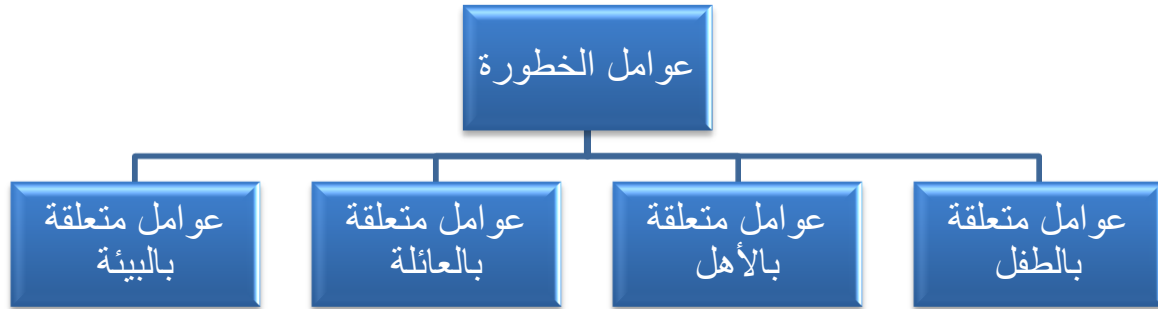 عوامل الخطورة
عوامل متعلقة
بالطفل
عوامل متعلقة
بالأهل
عوامل متعلقة
بالعائلة
عوامل متعلقة
بالبيئة